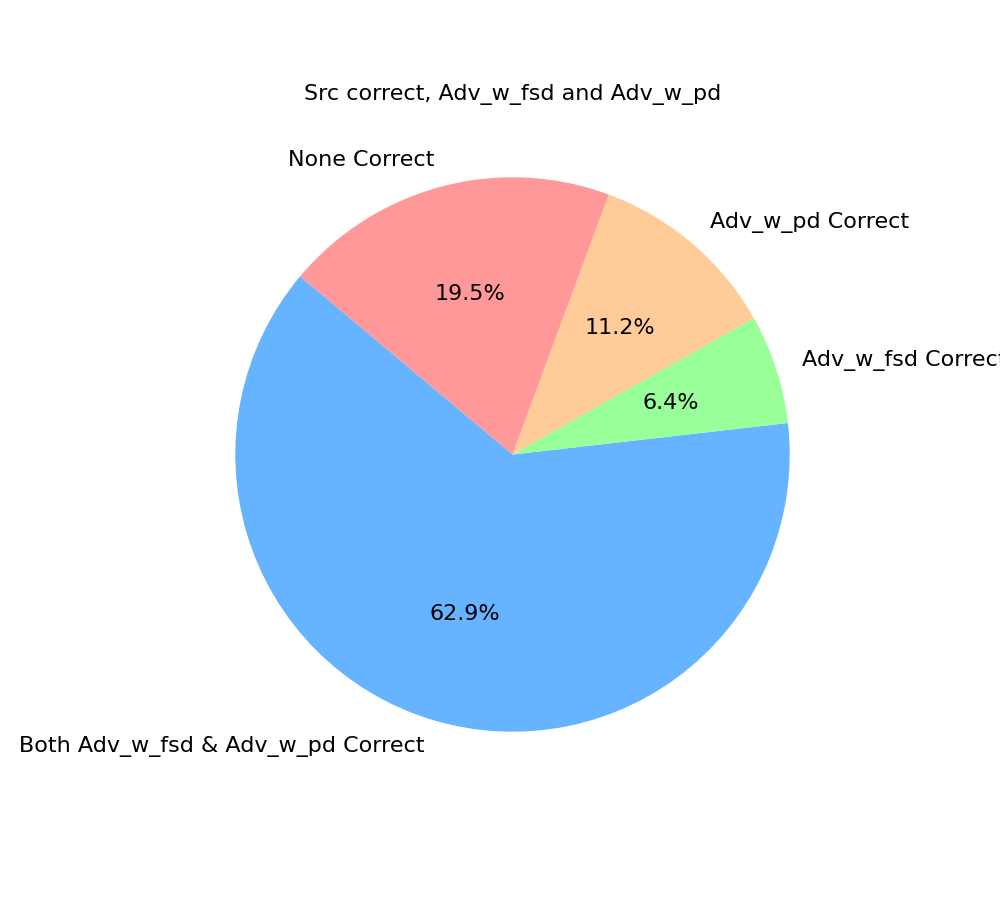 Src correct, Adv_w_fsd and Adv_w_pd
None Correct
Adv_w_pd Correct
19.5%
11.2%
Adv_w_fsd Correct
6.4%
62.9%
Both Adv_w_fsd & Adv_w_pd Correct